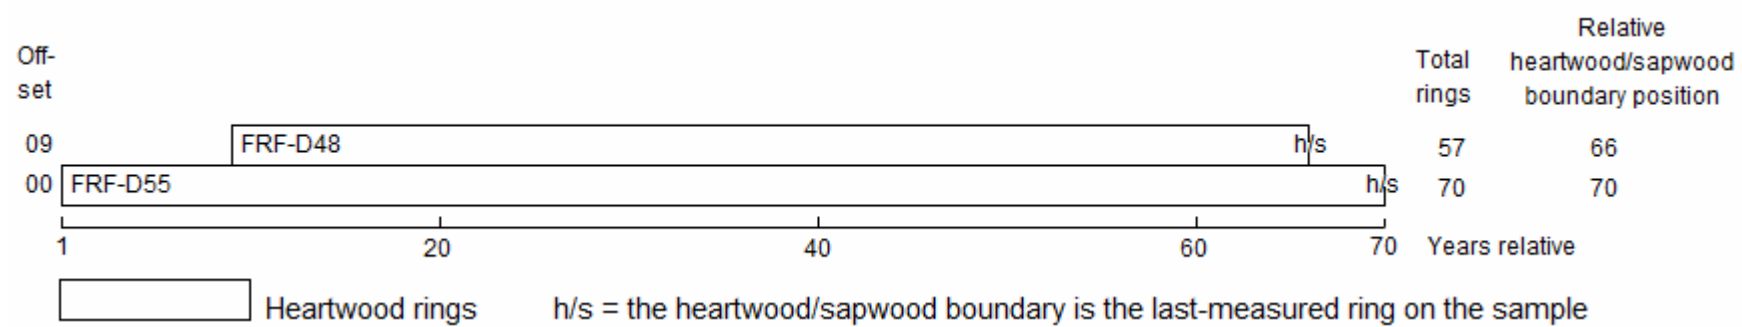 Relative
Off-
Total heartwood/sapwood
set
rings boundary position
09 FRF-D48 h/s 57 66
00 FRF-D55 h/s 70 70
1 20 40 60 70 Years relative
Heartwood rings h/s = the heartwood/sapwood boundary is the last-measured ring on the sample